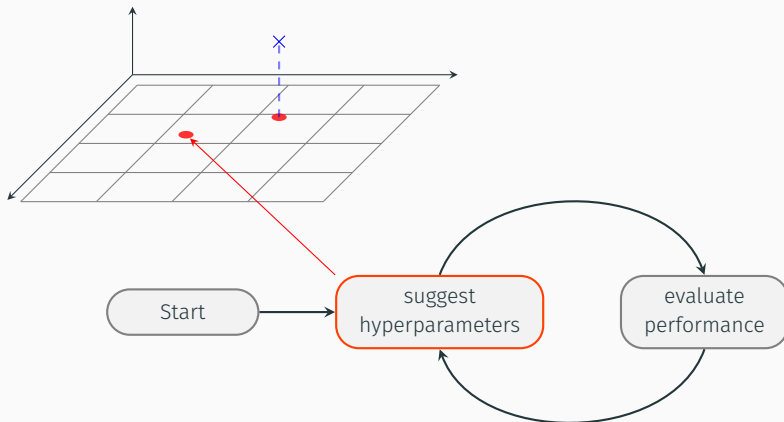 Start
suggest
hyperparameters
evaluate
performance